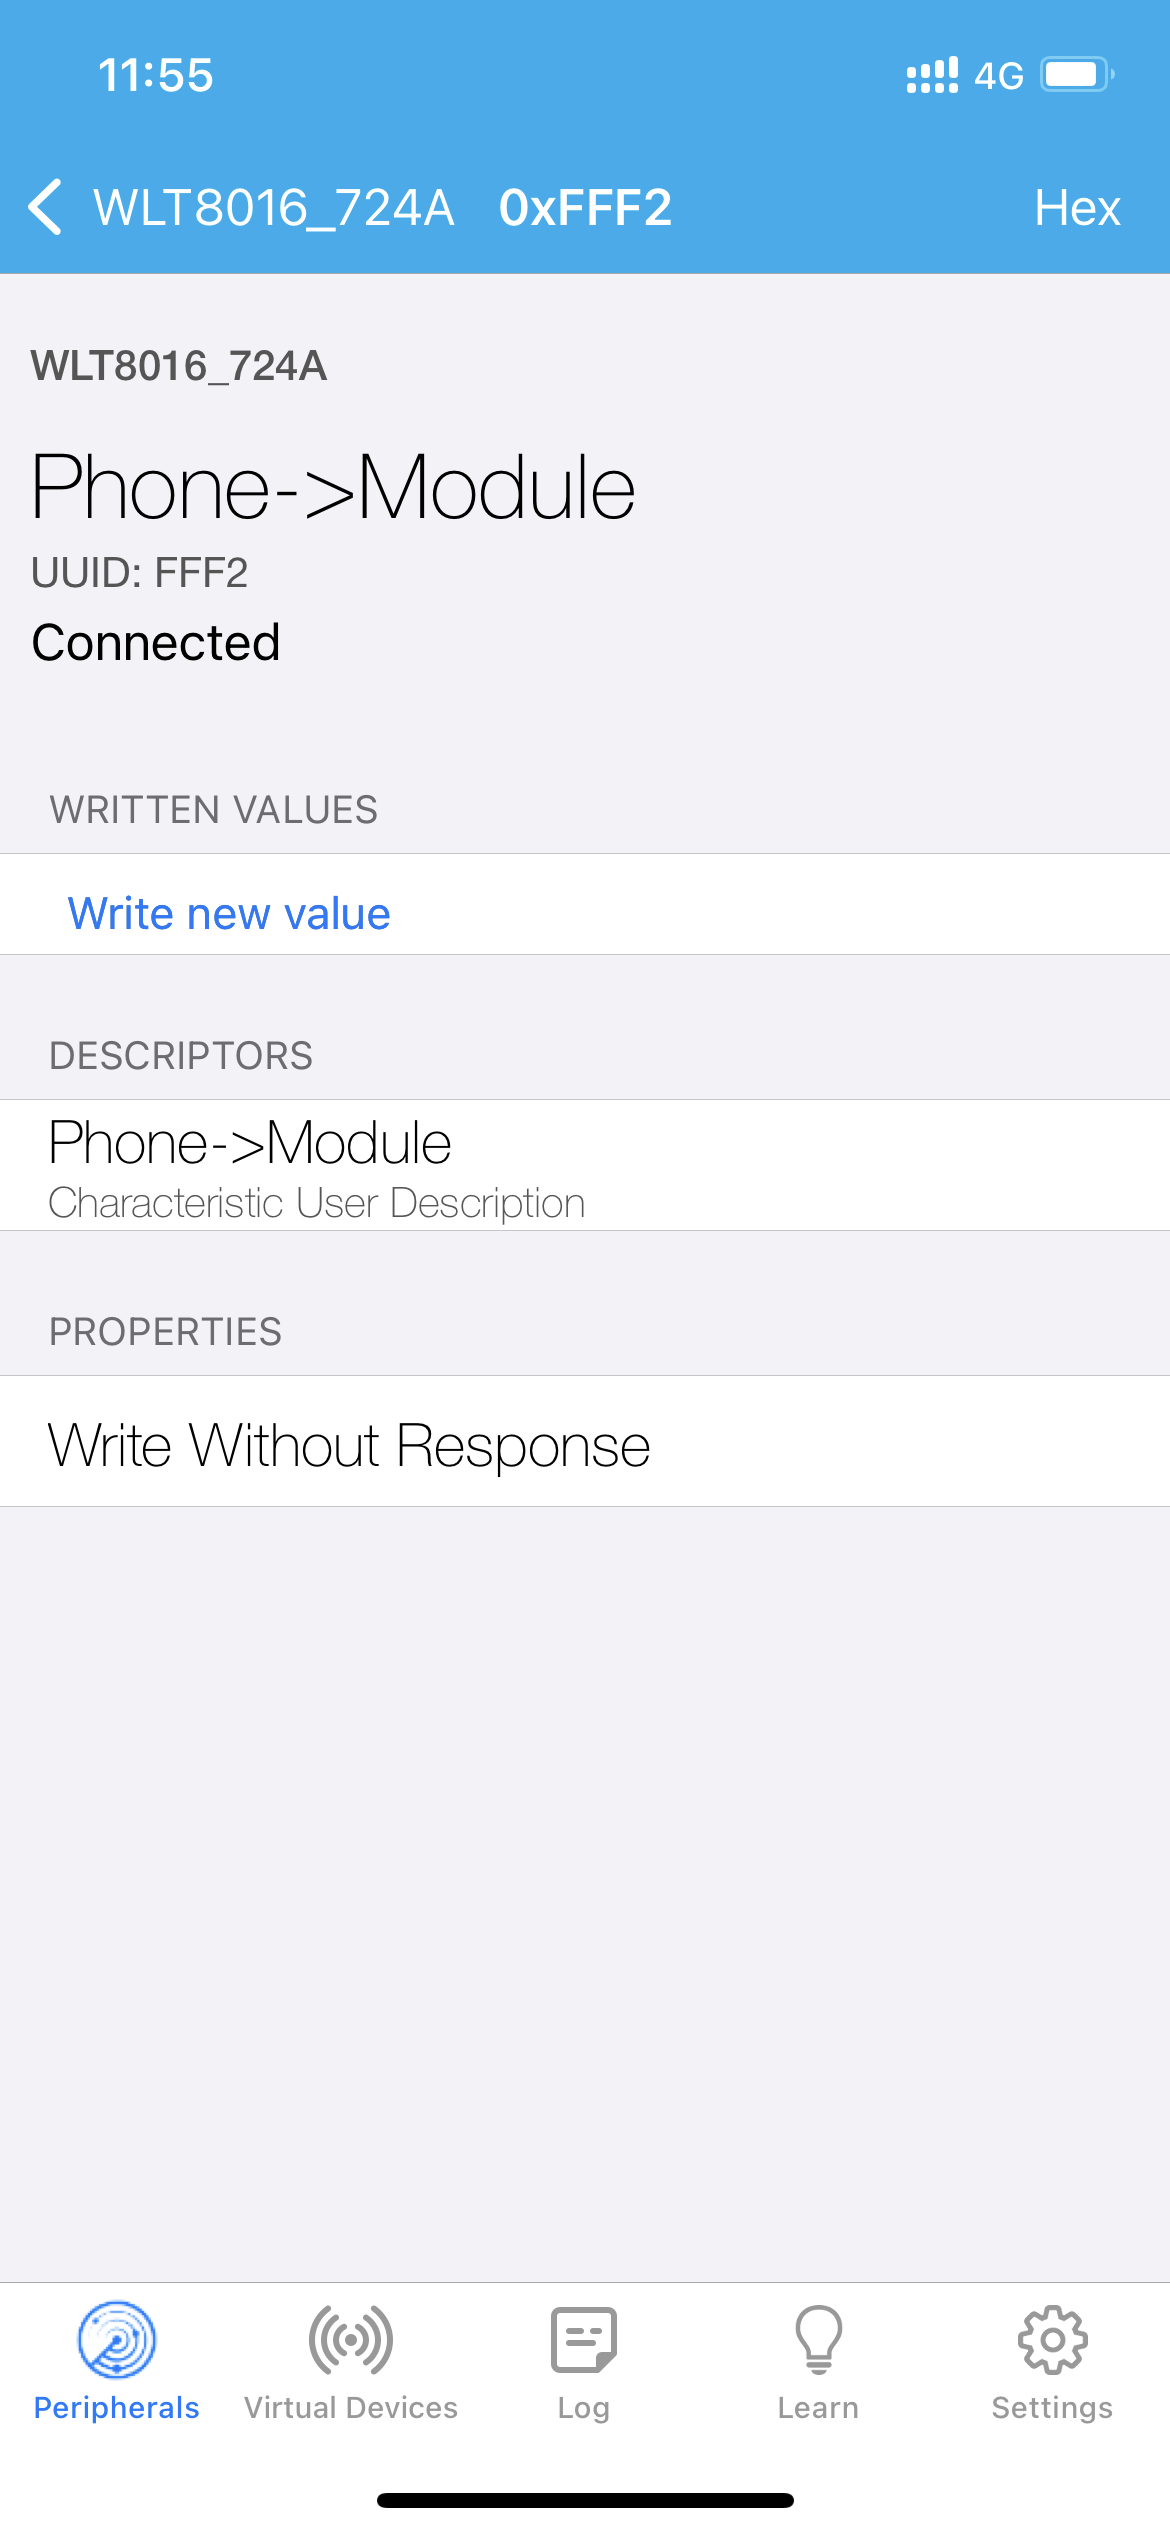 11:55
4G
WLT8016_724A 0xFFF2 Hex
WLT8016_724A
Phone->Module
UUID: FFF2
Connected
WRITTEN VALUES
Write new value
DESCRIPTORS
Phone->Module
Characteristic User Description
PROPERTIES
Write Without Response
Peripherals Virtual Devices Log Learn Settings